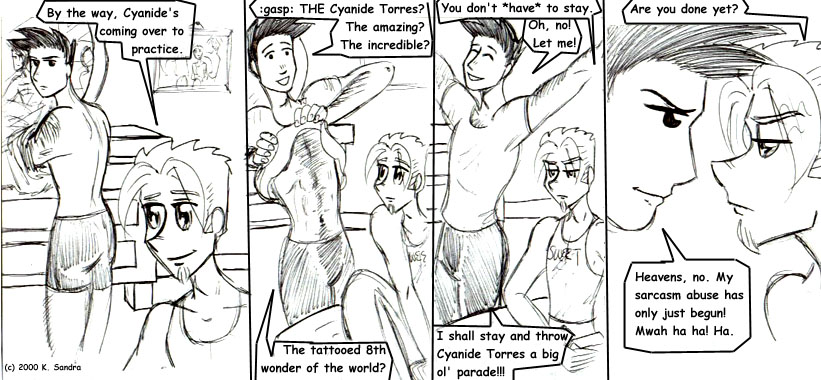 By the way, Cyanide's
coming over to
practice.
:gasp: THE Cyanide Torres?
The amazing?
The incredible?
The tattooed 8th
wonder of the world?
You don't *have* to stay.
Oh, no!
Let me!
SWEET
I shall stay and throw
Cyanide Torres a big
ol' parade!!!
Are you done yet?
Heavens, no. My
sarcasm abuse has
only just begun!
Mwah ha ha! Ha.
(c) 2000 K. Sandra